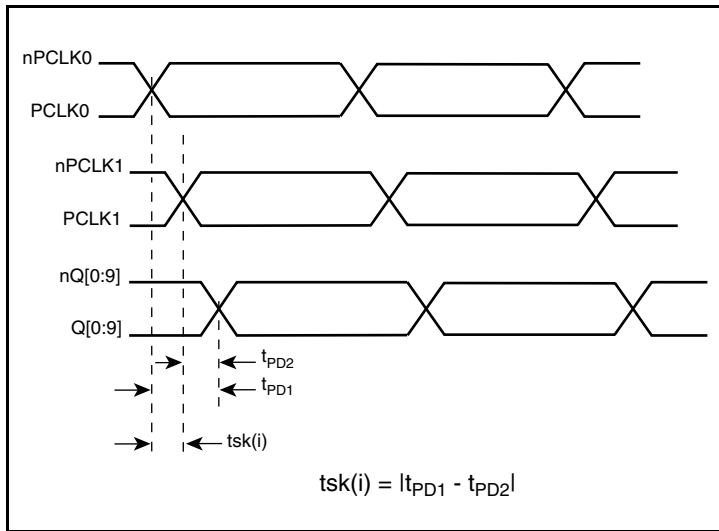 nPCLK0
PCLK0
nPCLK1
PCLK1
nQ[0:9]
Q[0:9]
tPD2
tPD1
tsk(i)
tsk(i) = |tPD1 - tPD2|